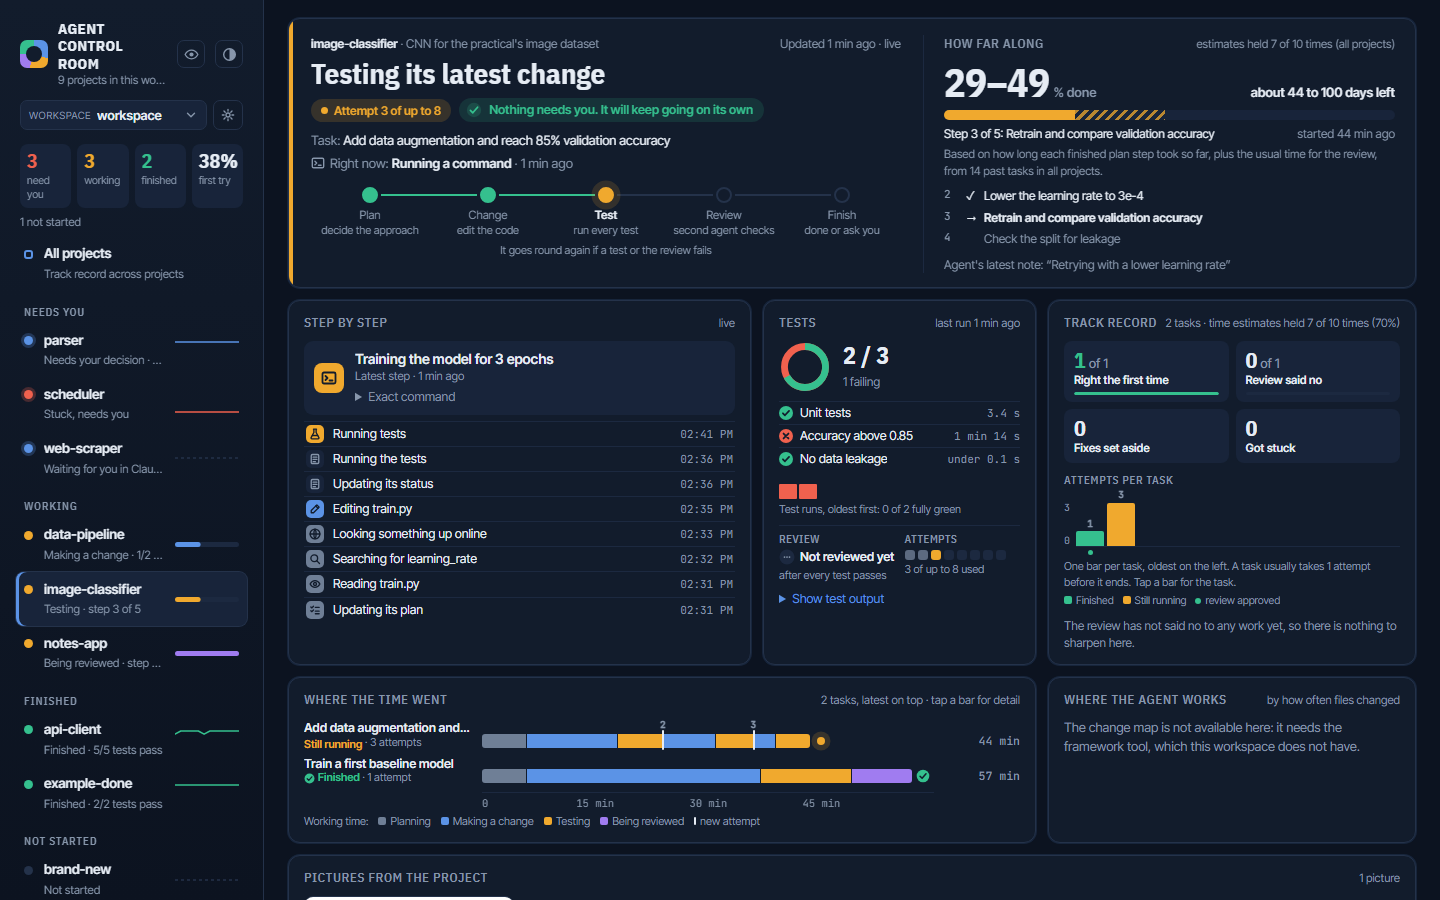 AGENT
CONTROL
ROOM
9 projects in this wo...
WORKSPACE workspace
3 need you
3 working
2 finished
38% first try
1 not started
All projects
Track record across projects
NEEDS YOU
parser
Needs your decision · ...
scheduler
Stuck, needs you
web-scraper
Waiting for you in Clau...
WORKING
data-pipeline
Making a change · 1/2 ...
image-classifier
Testing · step 3 of 5
notes-app
Being reviewed · step ...
FINISHED
api-client
Finished · 5/5 tests pass
example-done
Finished · 2/2 tests pass
NOT STARTED
brand-new
Not started
image-classifier · CNN for the practical's image dataset
Updated 1 min ago · live
Testing its latest change
Attempt 3 of up to 8
Nothing needs you. It will keep going on its own
Task: Add data augmentation and reach 85% validation accuracy
Right now: Running a command · 1 min ago
Plan
decide the approach
Change
edit the code
Test
run every test
Review
second agent checks
Finish
done or ask you
It goes round again if a test or the review fails
HOW FAR ALONG
estimates held 7 of 10 times (all projects)
29–49 % done
about 44 to 100 days left
Step 3 of 5: Retrain and compare validation accuracy
started 44 min ago
Based on how long each finished plan step took so far, plus the usual time for the review,
from 14 past tasks in all projects.
2 ✓ Lower the learning rate to 3e-4
3 → Retrain and compare validation accuracy
4 Check the split for leakage
Agent's latest note: “Retrying with a lower learning rate”
STEP BY STEP
live
Training the model for 3 epochs
Latest step · 1 min ago
▶ Exact command
Running tests 02:41 PM
Running the tests 02:36 PM
Updating its status 02:36 PM
Editing train.py 02:35 PM
Looking something up online 02:33 PM
Searching for learning_rate 02:32 PM
Reading train.py 02:31 PM
Updating its plan 02:31 PM
TESTS
last run 1 min ago
2 / 3
1 failing
Unit tests 3.4 s
Accuracy above 0.85 1 min 14 s
No data leakage under 0.1 s
Test runs, oldest first: 0 of 2 fully green
REVIEW
Not reviewed yet
after every test passes
ATTEMPTS
3 of up to 8 used
▶ Show test output
TRACK RECORD
2 tasks · time estimates held 7 of 10 times (70%)
1 of 1
Right the first time
0 of 1
Review said no
0
Fixes set aside
0
Got stuck
ATTEMPTS PER TASK
3
3
1
0
One bar per task, oldest on the left. A task usually takes 1 attempt
before it ends. Tap a bar for the task.
Finished Still running review approved
The review has not said no to any work yet, so there is nothing to
sharpen here.
WHERE THE TIME WENT
2 tasks, latest on top · tap a bar for detail
Add data augmentation and...
Still running · 3 attempts
2 3
44 min
Train a first baseline model
Finished · 1 attempt
57 min
0 15 min 30 min 45 min
Working time: Planning Making a change Testing Being reviewed new attempt
WHERE THE AGENT WORKS
by how often files changed
The change map is not available here: it needs the
framework tool, which this workspace does not have.
PICTURES FROM THE PROJECT
1 picture